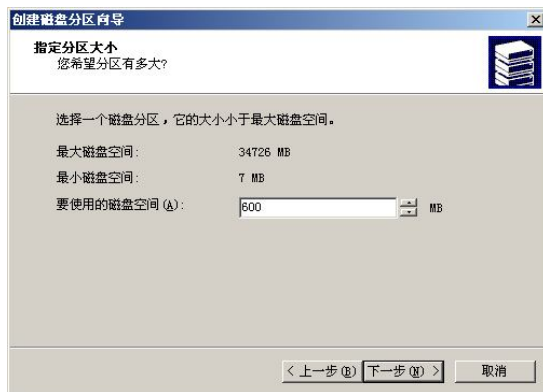 创建磁盘分区向导
指定分区大小
您希望分区有多大?
选择一个磁盘分区，它的大小小于最大磁盘空间。
最大磁盘空间: 34726 MB
最小磁盘空间: 7 MB
要使用的磁盘空间(A): 600 MB
< 上一步(B) 下一步(N) > 取消